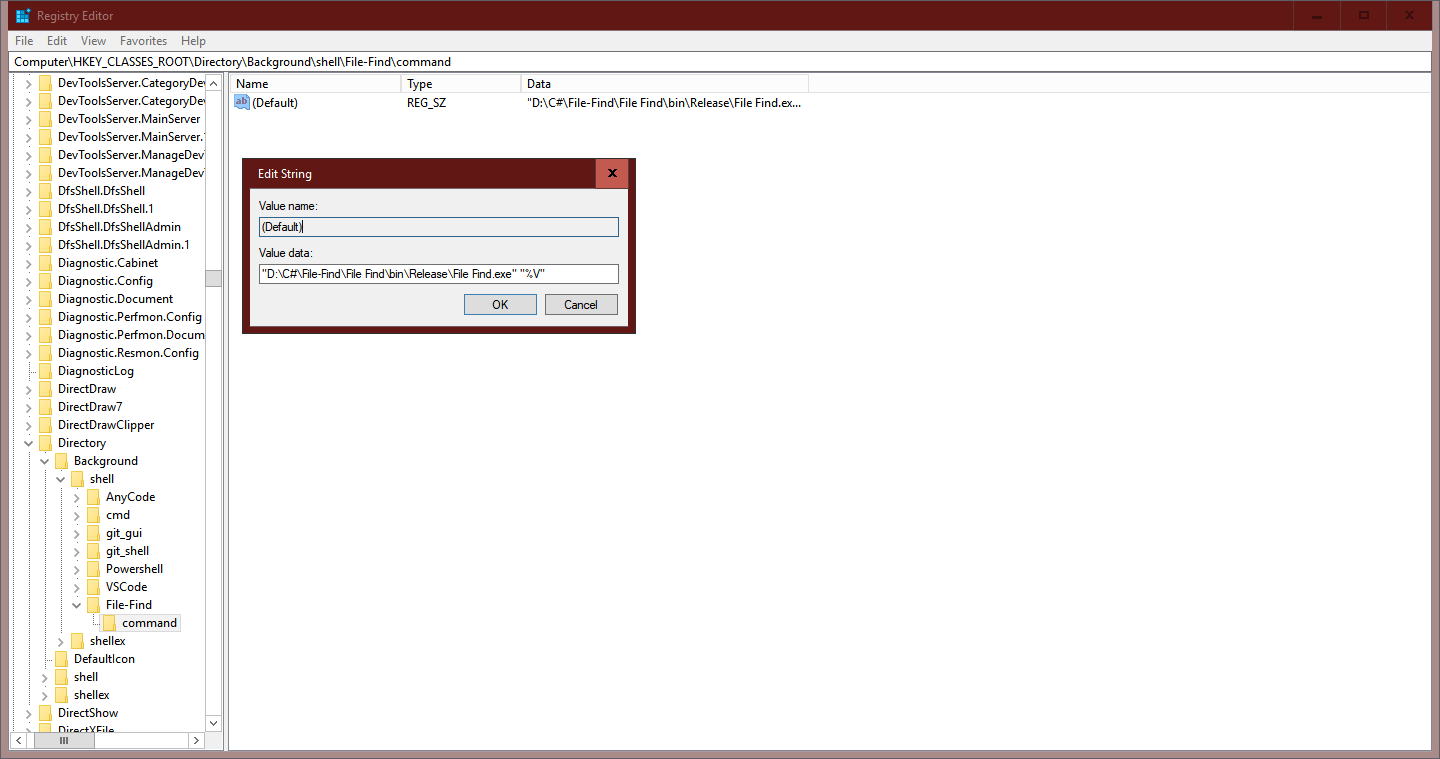 Registry Editor
File Edit View Favorites Help
Computer\HKEY_CLASSES_ROOT\Directory\Background\shell\File-Find\command
DevToolsServer.CategoryDev
DevToolsServer.CategoryDev
DevToolsServer.MainServer
DevToolsServer.MainServer.
DevToolsServer.ManageDev
DevToolsServer.ManageDev
DfsShell.DfsShell
DfsShell.DfsShell.1
DfsShell.DfsShellAdmin
DfsShell.DfsShellAdmin.1
Diagnostic.Cabinet
Diagnostic.Config
Diagnostic.Document
Diagnostic.Perfmon.Config
Diagnostic.Perfmon.Docum
Diagnostic.Resmon.Config
DiagnosticLog
DirectDraw
DirectDraw7
DirectDrawClipper
Directory
Background
shell
AnyCode
cmd
git_gui
git_shell
Powershell
VSCode
File-Find
command
shellex
DefaultIcon
shell
shellex
DirectShow
DirectXFile
Name Type Data
ab (Default) REG_SZ "D:\C#\File-Find\File Find\bin\Release\File Find.ex...
Edit String
Value name:
(Default)
Value data:
"D:\C#\File-Find\File Find\bin\Release\File Find.exe" "%V"
OK Cancel